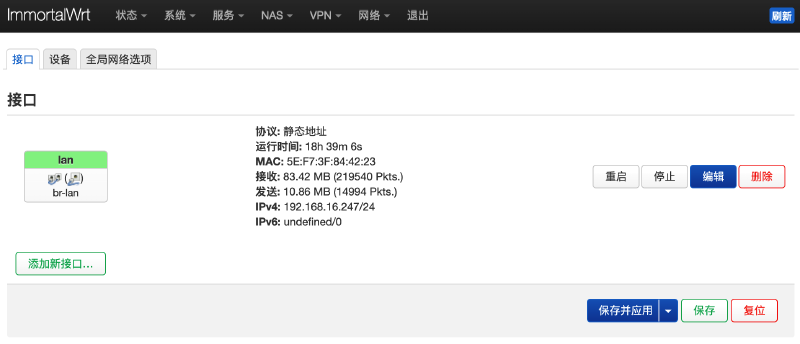 ImmortalWrt 状态 系统 服务 NAS VPN 网络 退出 刷新
接口 设备 全局网络选项
接口
lan
br-lan
协议: 静态地址
运行时间: 18h 39m 6s
MAC: 5E:F7:3F:84:42:23
接收: 83.42 MB (219540 Pkts.)
发送: 10.86 MB (14994 Pkts.)
IPv4: 192.168.16.247/24
IPv6: undefined/0
重启 停止 编辑 删除
添加新接口…
保存并应用 保存 复位